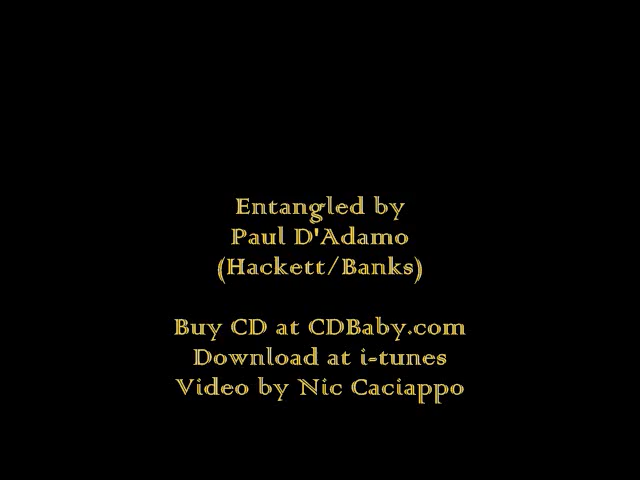 Entangled by
Paul D'Adamo
(Hackett/Banks)
Buy CD at CDBaby.com
Download at i-tunes
Video by Nic Caciappo